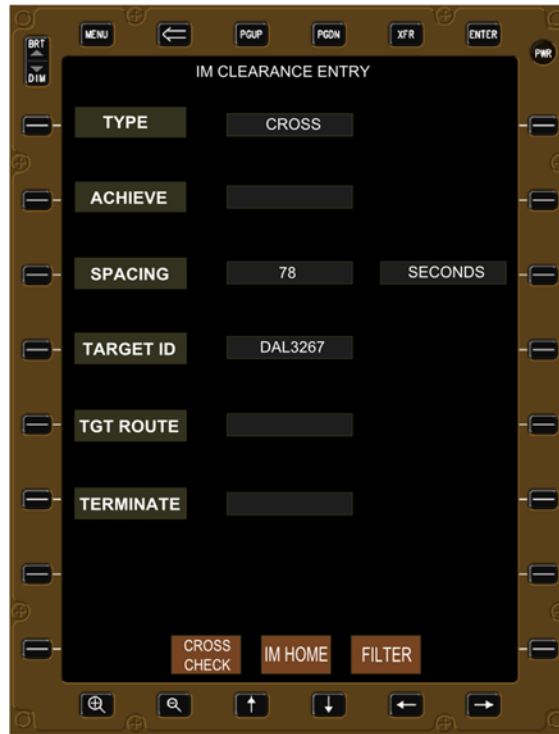 MENU PGUP PGDN XFR ENTER
BRT
DIM
PWR
IM CLEARANCE ENTRY
TYPE CROSS
ACHIEVE
SPACING 78 SECONDS
TARGET ID DAL3267
TGT ROUTE
TERMINATE
CROSS
CHECK
IM HOME
FILTER